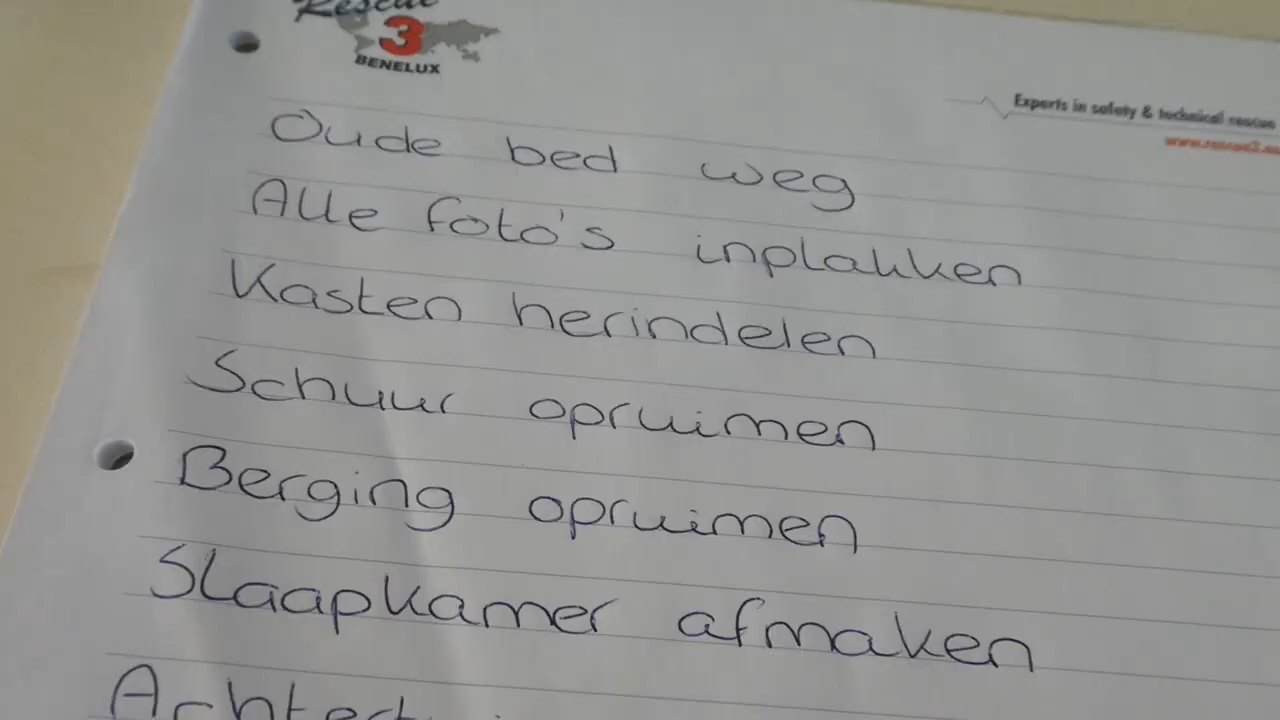 Rescue
3
BENELUX
Experts in safety & technical rescue
Oude bed weg
Alle foto's inplakken
Kasten herindelen
Schuur opruimen
Berging opruimen
Slaapkamer afmaken